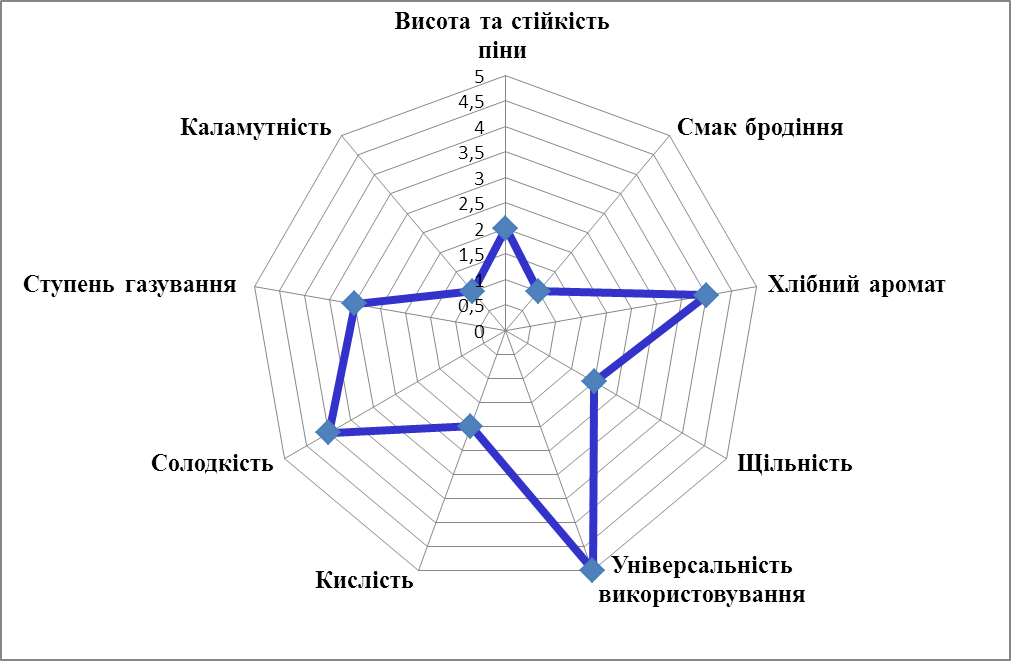 Висота та стійкість
піни
5
4,5
4
3,5
3
2,5
2
1,5
1
0,5
0
Смак бродіння
Хлібний аромат
Щільність
Універсальність
використовування
Кислість
Солодкість
Ступень газування
Каламутність